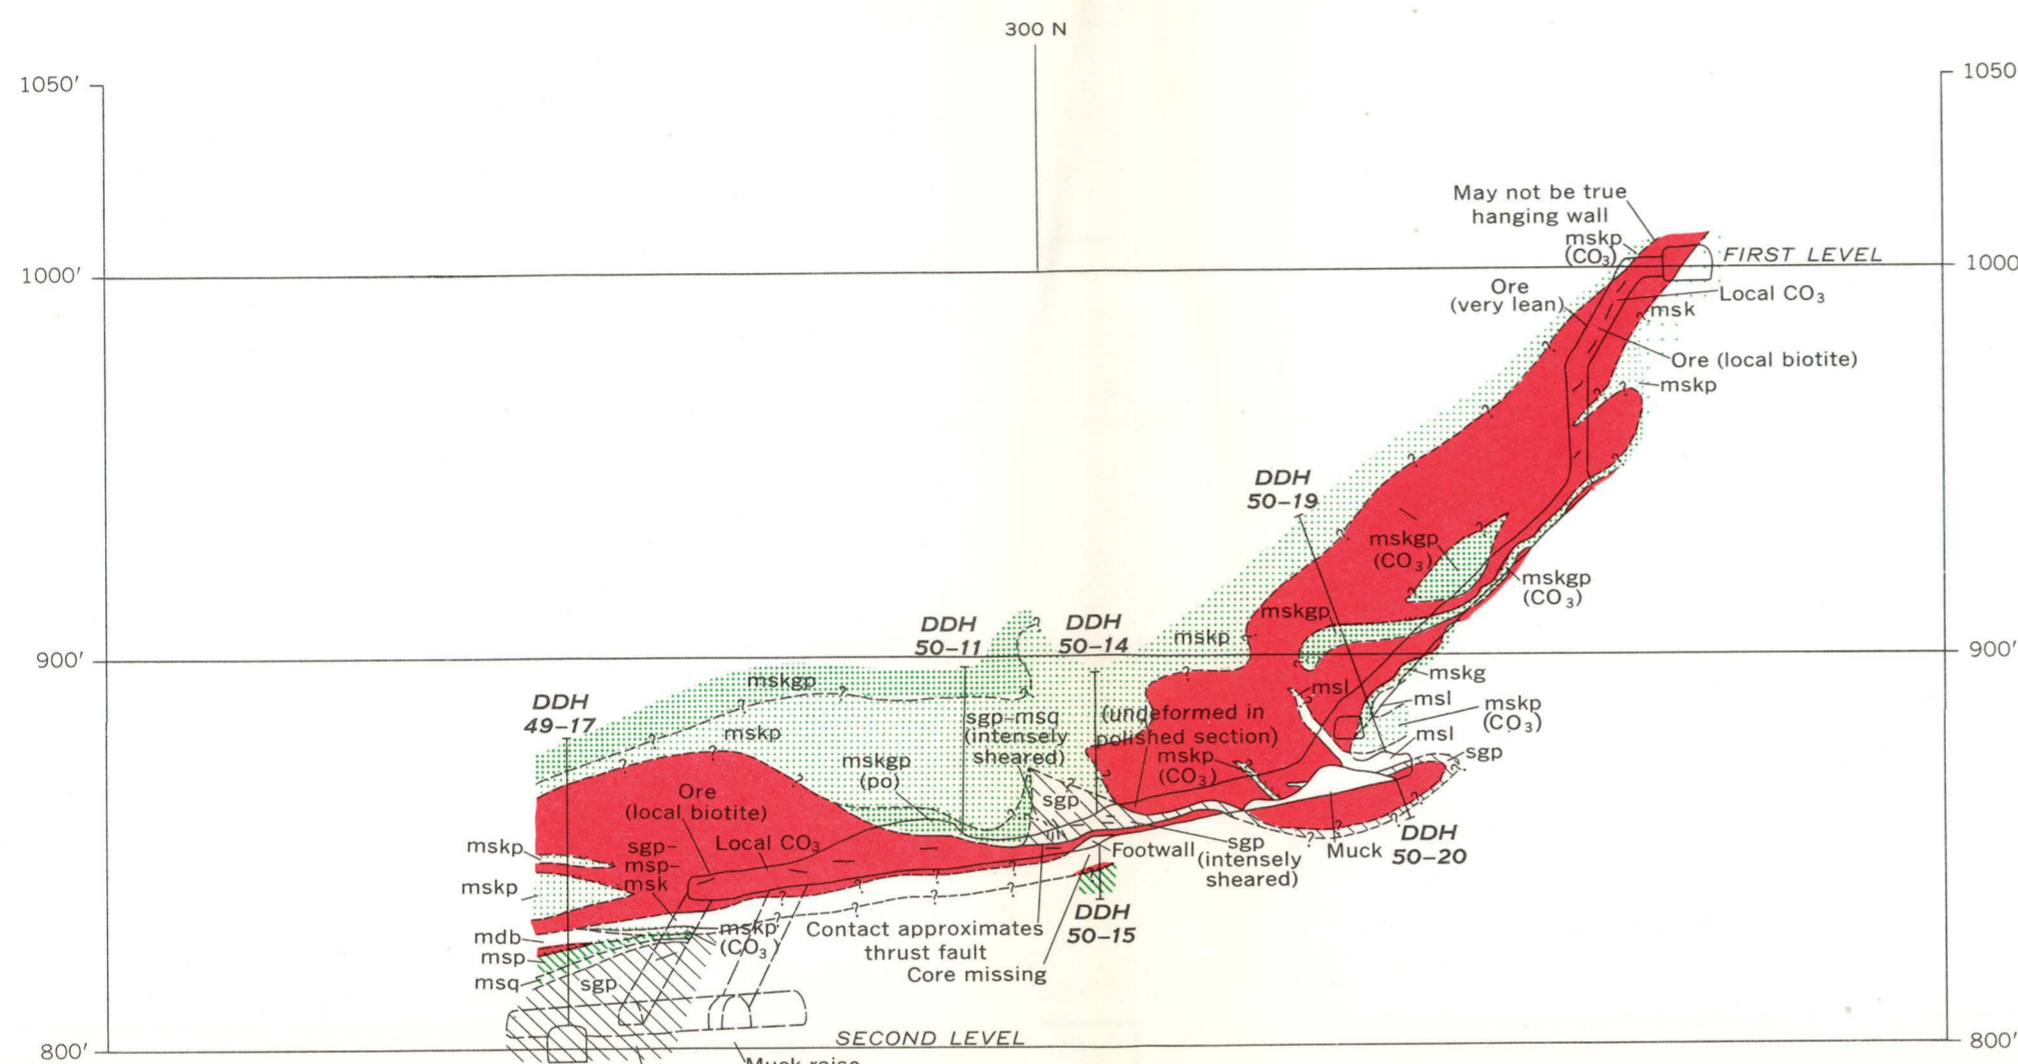 300 N
1050'
1050
May not be true
hanging wall
mskp
(CO3)
FIRST LEVEL
1000'
1000
Ore
(very lean)
Local CO3
msk
Ore (local biotite)
mskp
DDH
50–19
mskgp
(CO3)
mskgp
(CO3)
mskgp
DDH
50–11
DDH
50–14
mskp
900'
900'
mskgp
mskg
msl
msl
mskp
(CO3)
DDH
49–17
sgp–msq
(intensely
sheared)
(undeformed in
polished section)
mskp
msl
sgp
mskgp
(po)
mskp
(CO3)
Ore
(local biotite)
sgp
Local CO3
mskp
sgp–
msp–
msk
Footwall
sgp
(intensely
sheared)
Muck
DDH
50–20
mskp
DDH
50–15
mdb
mskp
(CO3)
Contact approximates
thrust fault
msp
Core missing
msq
sgp
SECOND LEVEL
800'
800'
Muck raise